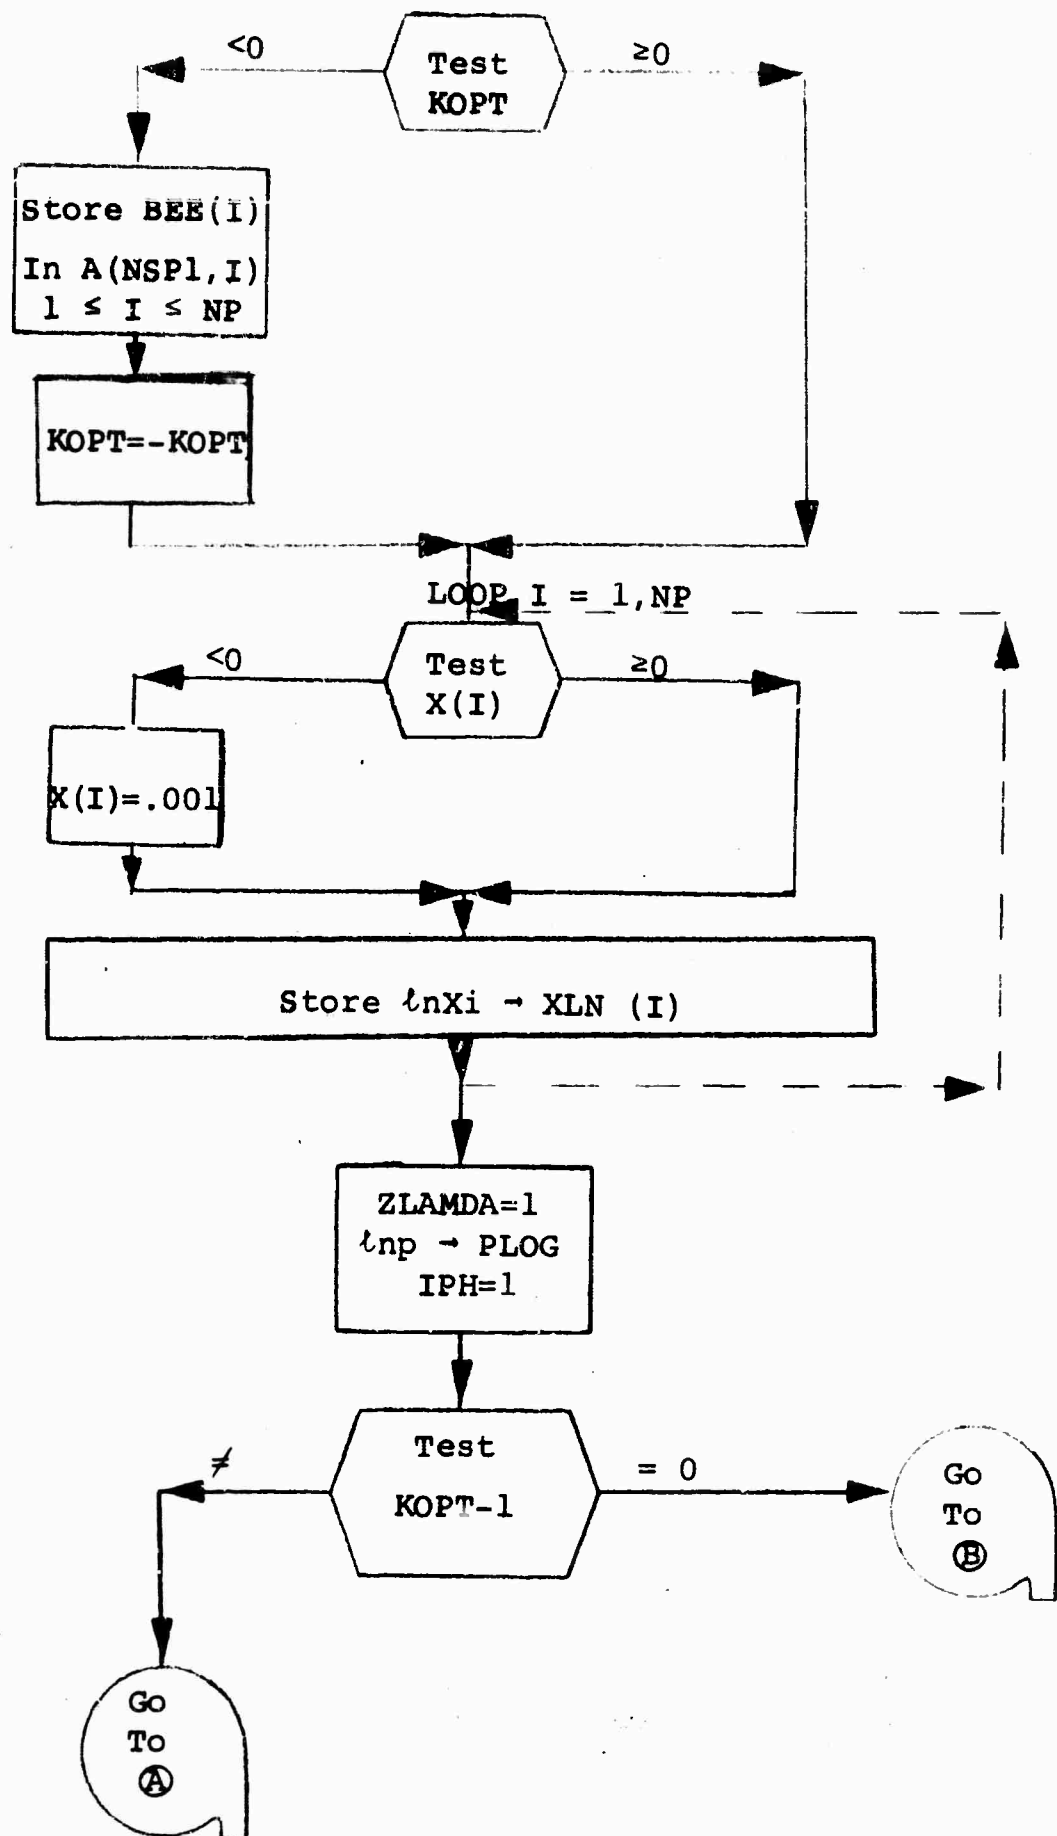 <0
Test
KOPT
≥0
Store BEE(I)
In A(NSP1,I)
1 ≤ I ≤ NP
KOPT=-KOPT
LOOP I = 1,NP
<0
Test
X(I)
≥0
X(I)=.001
Store ℓnXi → XLN (I)
ZLAMDA=1
ℓnp → PLOG
IPH=1
≠
Test
KOPT-1
= 0
Go
To
Ⓑ
Go
To
Ⓐ